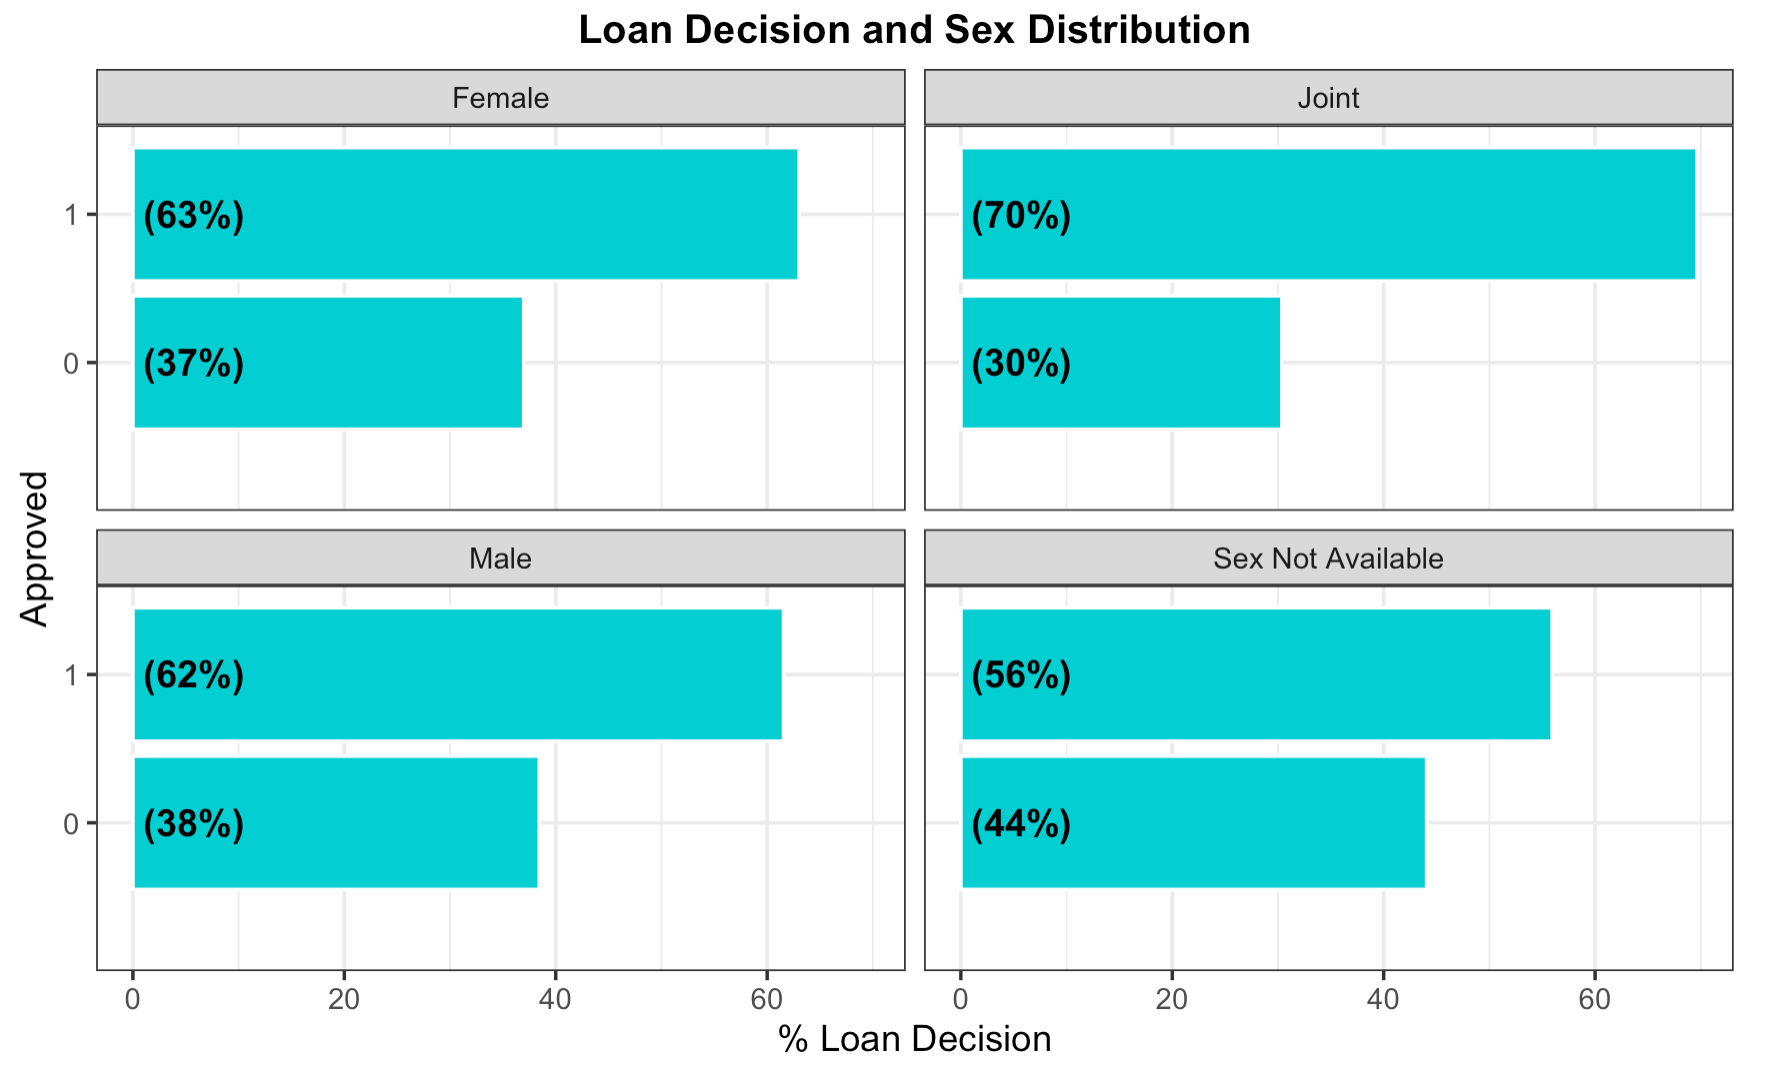 Loan Decision and Sex Distribution
Female
Joint
1
(63%)
(70%)
0
(37%)
(30%)
Approved
Male
Sex Not Available
1
(62%)
(56%)
0
(38%)
(44%)
0 20 40 60
0 20 40 60
% Loan Decision